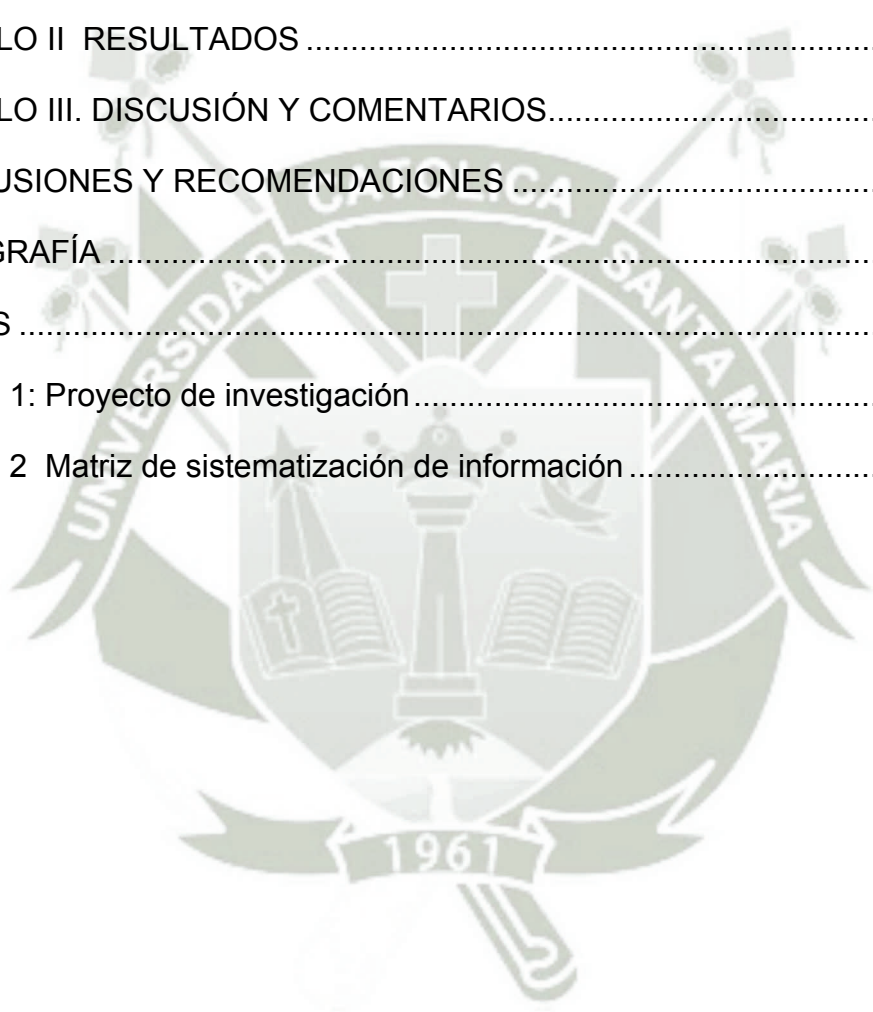 LO II  RESULTADOS ........................................................................
LO III. DISCUSIÓN Y COMENTARIOS........................................
USIONES Y RECOMENDACIONES ............................................
GRAFÍA ............................................................................................
S .......................................................................................................
1: Proyecto de investigación........................................................
2  Matriz de sistematización de información ..............................
UNIVERSIDAD CATOLICA SANTA MARIA
1961